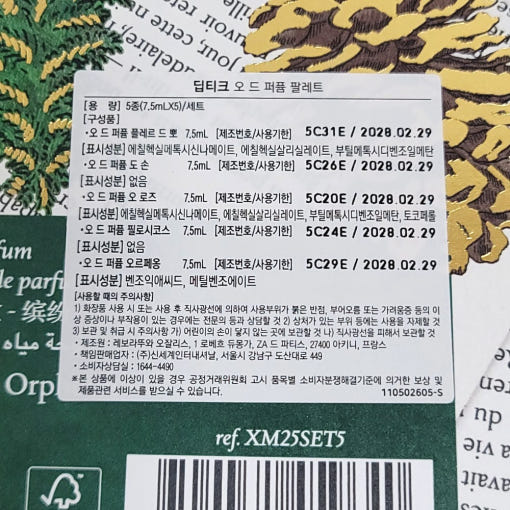 딥티크 오 드 퍼퓸 팔레트
[용 량] 5종(7,5mLX5)/세트
[구성품]
•오 드 퍼퓸 플레르 드 뽀 7,5mL [제조번호/사용기한] 5C31E / 2028.02.29
[표시성분] 에칠헥실메톡시신나메이트, 에칠헥실살리실레이트, 부틸메톡시디벤조일메탄
•오 드 퍼퓸 도 손 7,5mL [제조번호/사용기한] 5C26E / 2028.02.29
[표시성분] 없음
•오 드 퍼퓸 오 로즈 7,5mL [제조번호/사용기한] 5C20E / 2028.02.29
[표시성분] 에칠헥실메톡시신나메이트, 에칠헥실살리실레이트, 부틸메톡시디벤조일메탄, 토코페롤
•오 드 퍼퓸 필로시코스 7,5mL [제조번호/사용기한] 5C24E / 2028.02.29
[표시성분] 없음
•오 드 퍼퓸 오르페옹 7,5mL [제조번호/사용기한] 5C29E / 2028.02.29
[표시성분] 벤조익애씨드, 메틸벤조에이트
[사용할 때의 주의사항]
1) 화장품 사용 시 또는 사용 후 직사광선에 의하여 사용부위가 붉은 반점, 부어오름 또는 가려움증 등의 이
상 증상이나 부작용이 있는 경우에는 전문의 등과 상담할 것 2) 상처가 있는 부위 등에는 사용을 자제할 것
3) 보관 및 취급 시 주의사항 가) 어린이의 손이 닿지 않는 곳에 보관할 것 나) 직사광선을 피해서 보관할 것
• 제조원 : 레보라뚜와 오잘리스, 1 로베흐 듀옹가, ZA 드 파티스, 27400 아키니, 프랑스
• 책임판매업자 : (주)신세계인터내셔날, 서울시 강남구 도산대로 449
• 소비자상담실 : 1644-4490
※본 상품에 이상이 있을 경우 공정거래위원회 고시 품목별 소비자분쟁해결기준에 의거한 보상 및
제품관련 서비스를 받으실 수 있습니다.
110502605-S
rfum
de parfu
Orph
ref. XM25SET5
FSC